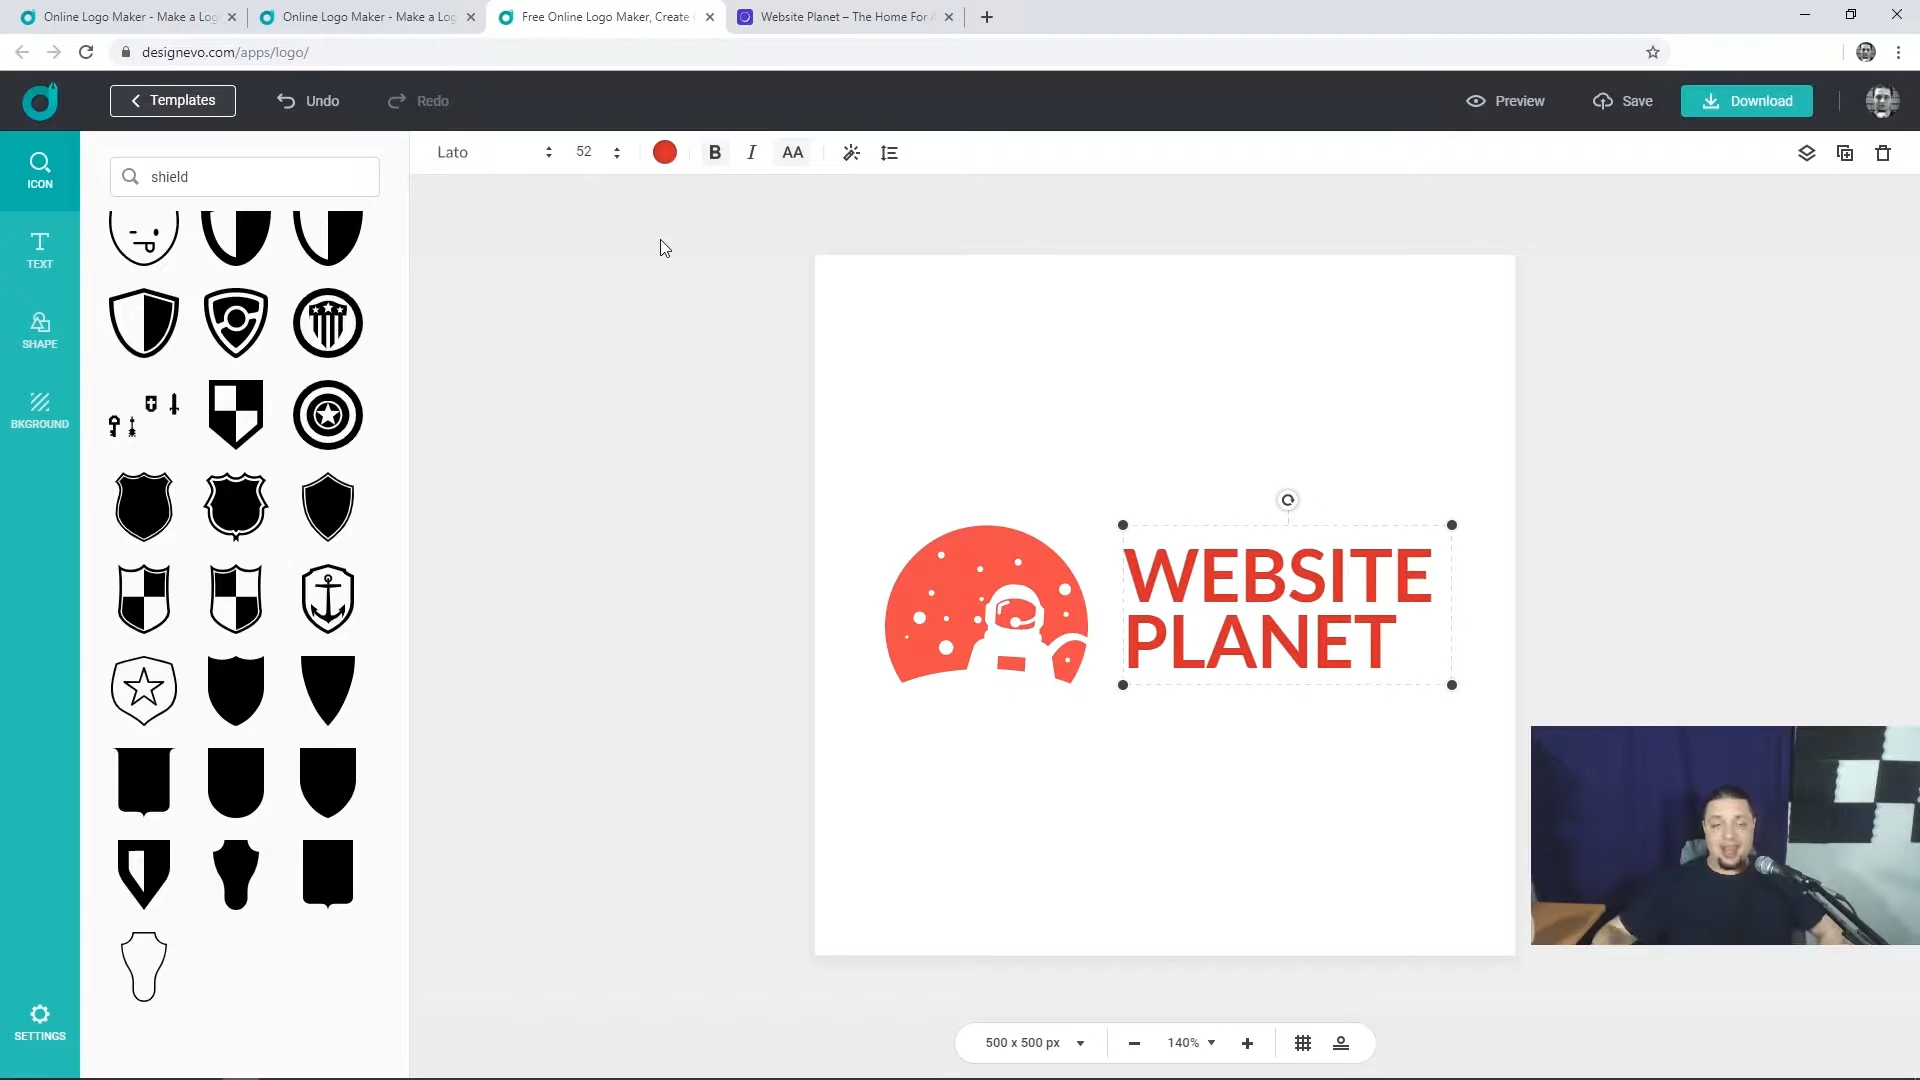 Online Logo Maker - Make a Log
Online Logo Maker - Make a Log
Free Online Logo Maker, Create
Website Planet – The Home For
designevo.com/apps/logo/
Templates
Undo
Redo
Preview
Save
Download
Lato
52
B
I
AA
shield
ICON
TEXT
SHAPE
BKGROUND
SETTINGS
WEBSITE
PLANET
500 x 500 px
140%